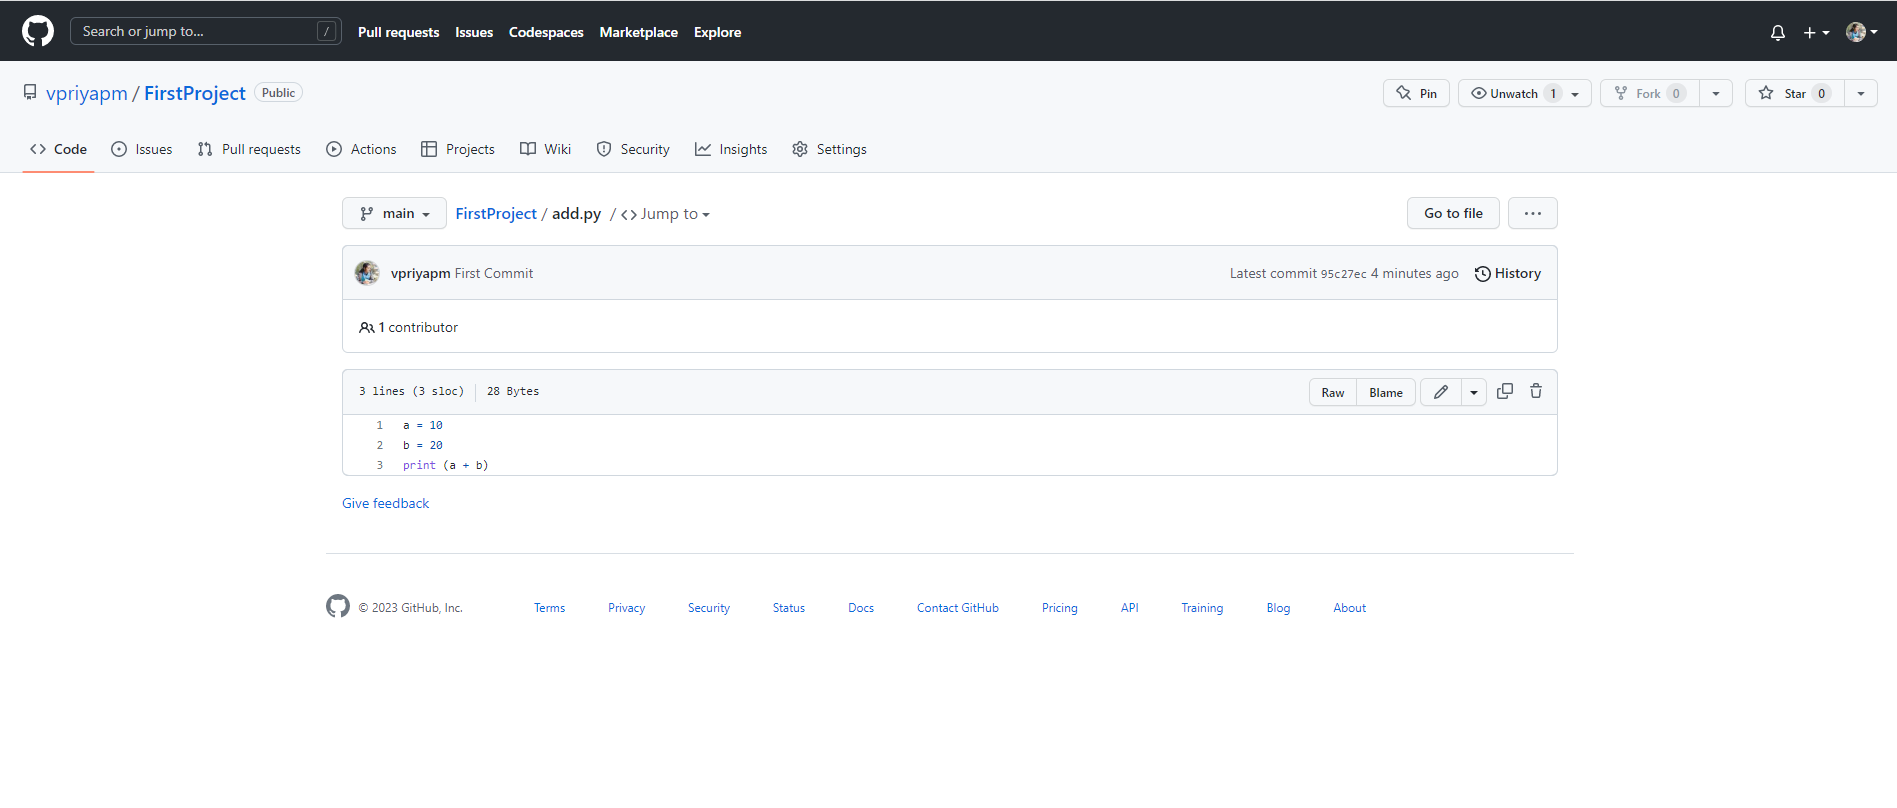 Search or jump to... / Pull requests Issues Codespaces Marketplace Explore
vpriyapm / FirstProject Public Pin Unwatch 1 Fork 0 Star 0
Code Issues Pull requests Actions Projects Wiki Security Insights Settings
main FirstProject / add.py / <> Jump to Go to file ...
vpriyapm First Commit Latest commit 95c27ec 4 minutes ago History
1 contributor
3 lines (3 sloc) 28 Bytes Raw Blame
1 a = 10
2 b = 20
3 print (a + b)
Give feedback
© 2023 GitHub, Inc. Terms Privacy Security Status Docs Contact GitHub Pricing API Training Blog About